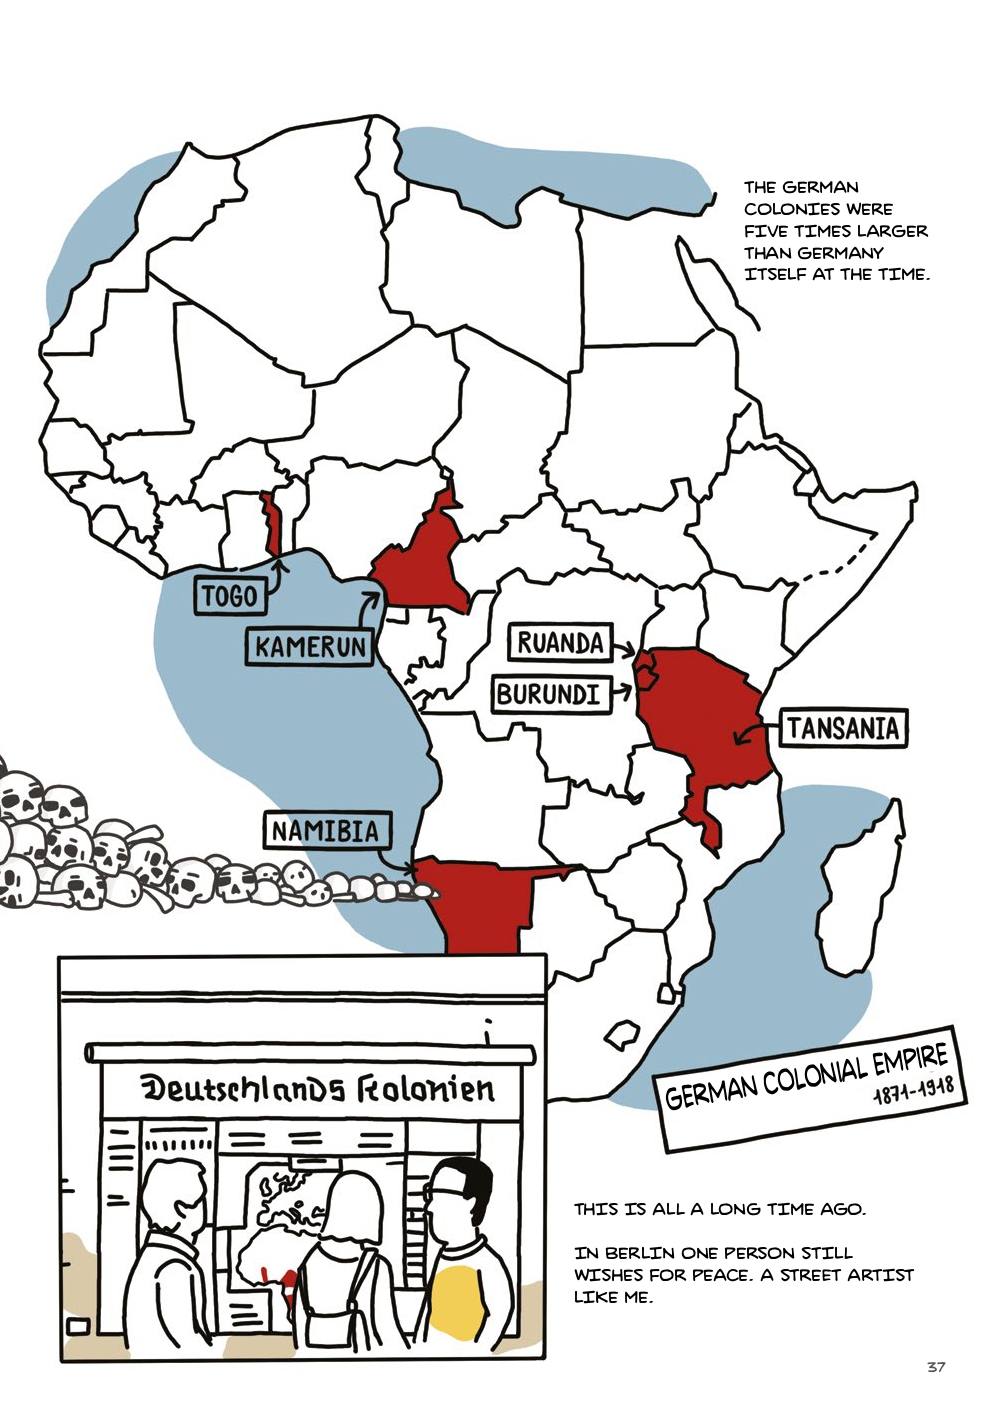 THE GERMAN
COLONIES WERE
FIVE TIMES LARGER
THAN GERMANY
ITSELF AT THE TIME.
TOGO
KAMERUN
RUANDA
BURUNDI
TANSANIA
NAMIBIA
GERMAN COLONIAL EMPIRE
1871-1918
i
Deutschlands Kolonien
THIS IS ALL A LONG TIME AGO.
IN BERLIN ONE PERSON STILL
WISHES FOR PEACE. A STREET ARTIST
LIKE ME.
37